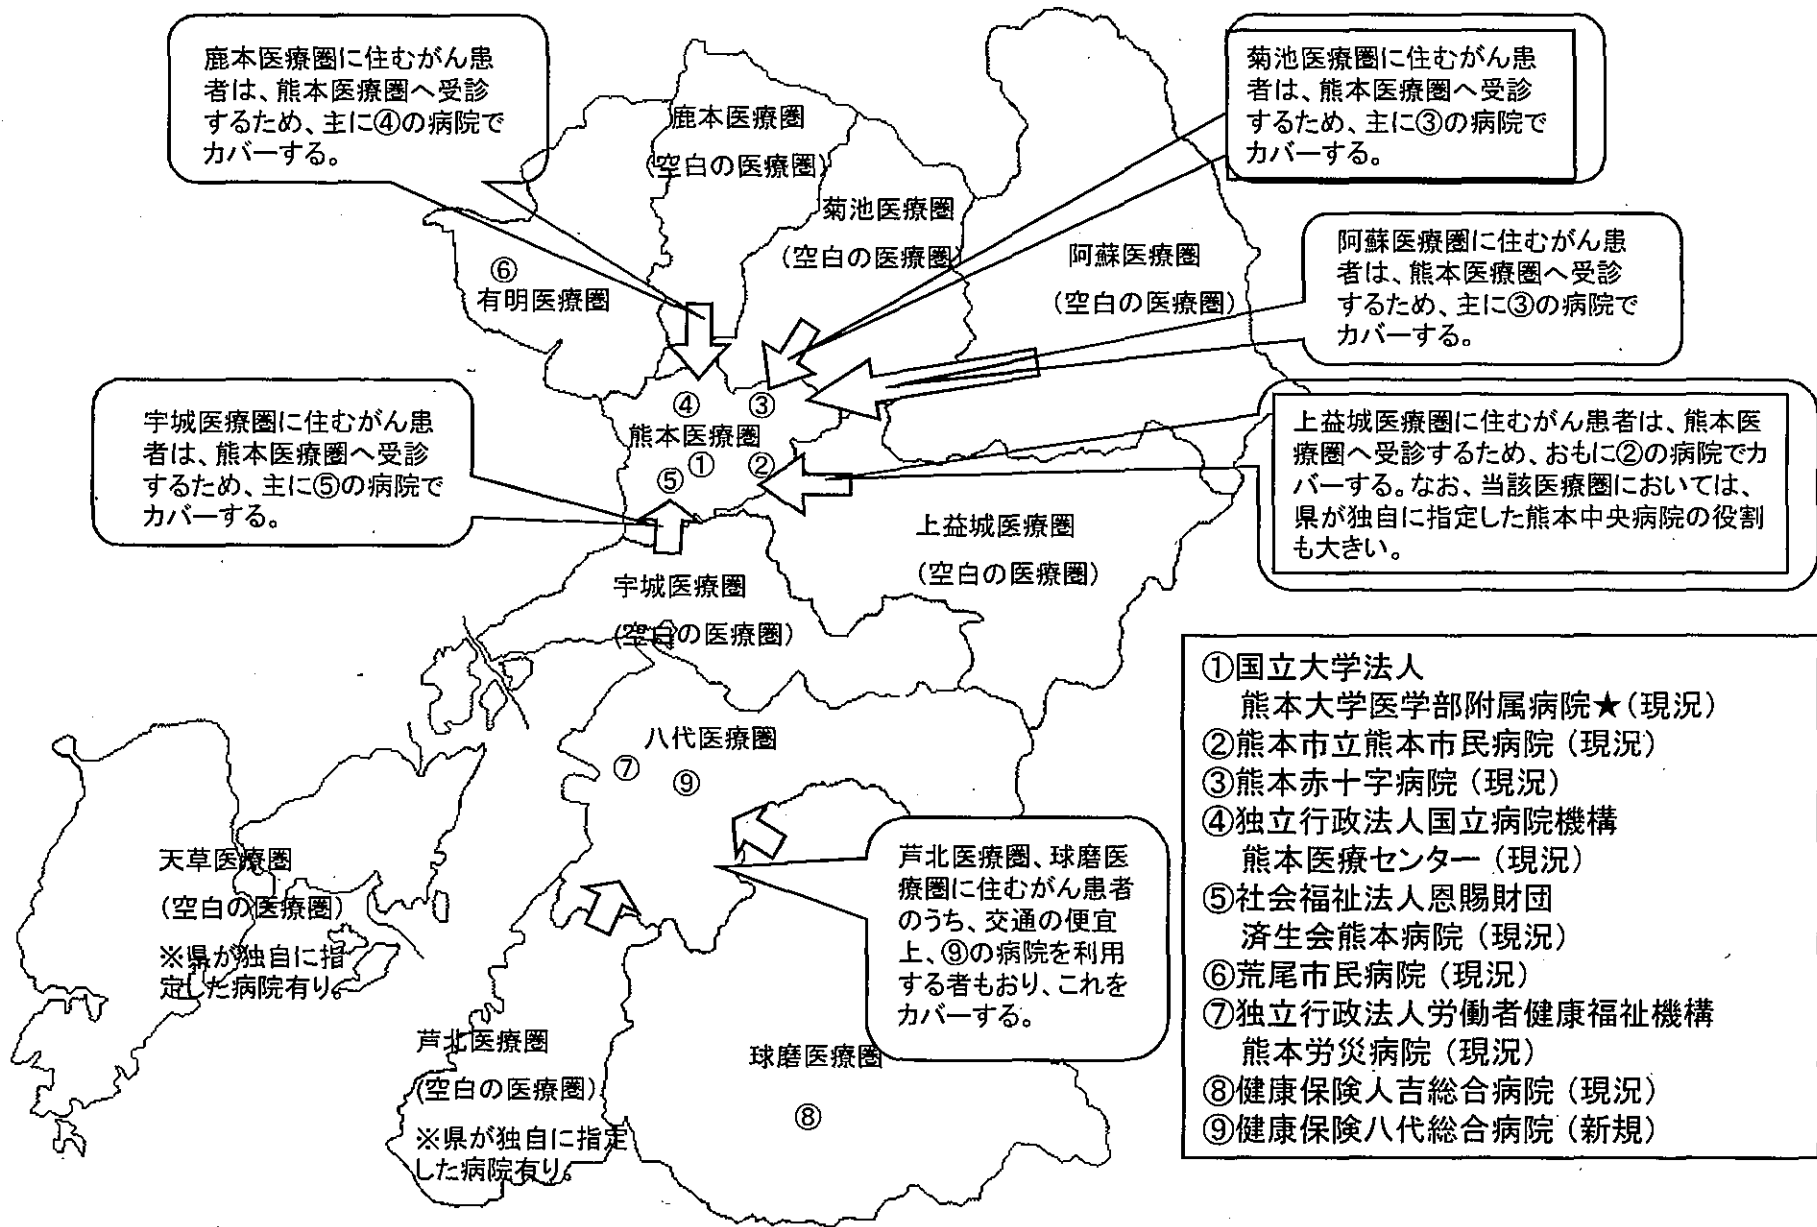 鹿本医療圏に住むがん患
者は、熊本医療圏へ受診
するため、主に④の病院で
カバーする。
菊池医療圏に住むがん患
者は、熊本医療圏へ受診
するため、主に③の病院で
カバーする。
鹿本医療圏
(空白の医療圏)
菊池医療圏
(空白の医療圏)
阿蘇医療圏
(空白の医療圏)
阿蘇医療圏に住むがん患
者は、熊本医療圏へ受診
するため、主に③の病院で
カバーする。
⑥
有明医療圏
宇城医療圏に住むがん患
者は、熊本医療圏へ受診
するため、主に⑤の病院で
カバーする。
④ ③
熊本医療圏
① ②
⑤
上益城医療圏に住むがん患者は、熊本医
療圏へ受診するため、おもに②の病院でカ
バーする。なお、当該医療圏においては、
県が独自に指定した熊本中央病院の役割
も大きい。
上益城医療圏
(空白の医療圏)
宇城医療圏
(空白の医療圏)
八代医療圏
⑦ ⑨
天草医療圏
(空白の医療圏)
※県が独自に指
定した病院有り。
芦北医療圏、球磨医
療圏に住むがん患者
のうち、交通の便宜
上、⑨の病院を利用
する者もおり、これを
カバーする。
芦北医療圏
(空白の医療圏)
※県が独自に指定
した病院有り。
球磨医療圏
⑧
①国立大学法人
熊本大学医学部附属病院★(現況)
②熊本市立熊本市民病院 (現況)
③熊本赤十字病院 (現況)
④独立行政法人国立病院機構
熊本医療センター (現況)
⑤社会福祉法人恩賜財団
済生会熊本病院 (現況)
⑥荒尾市民病院 (現況)
⑦独立行政法人労働者健康福祉機構
熊本労災病院 (現況)
⑧健康保険人吉総合病院 (現況)
⑨健康保険八代総合病院 (新規)